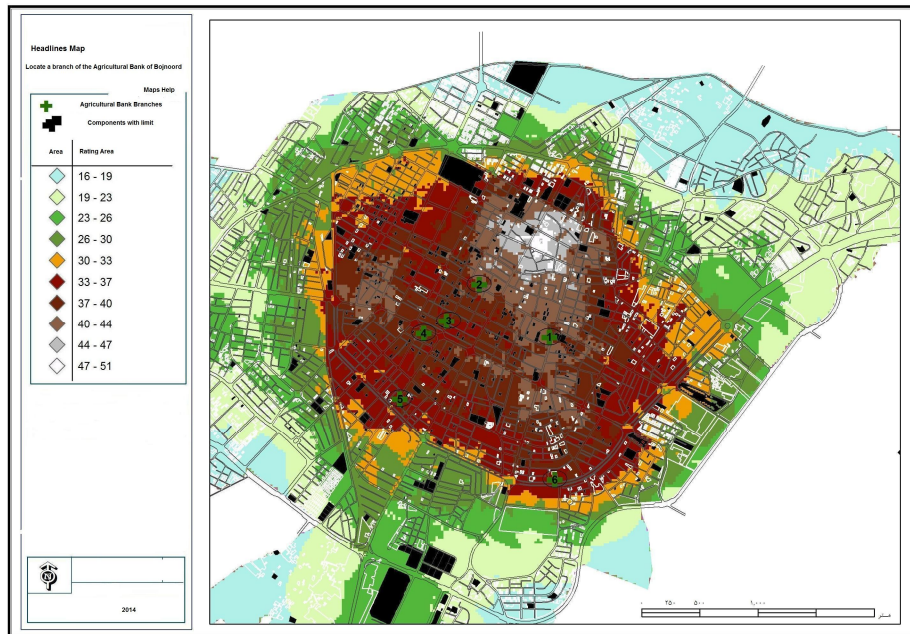 Headlines Map
Locate a branch of the Agricultural Bank of Bojnoord
Maps Help
Agricultural Bank Branches
Components with limit
Area Rating Area
16 - 19
19 - 23
23 - 26
26 - 30
30 - 33
33 - 37
37 - 40
40 - 44
44 - 47
47 - 51
N
2014
2
3
4
1
5
6
۰ ۲۵۰ ۵۰۰ ۱,۰۰۰
متر